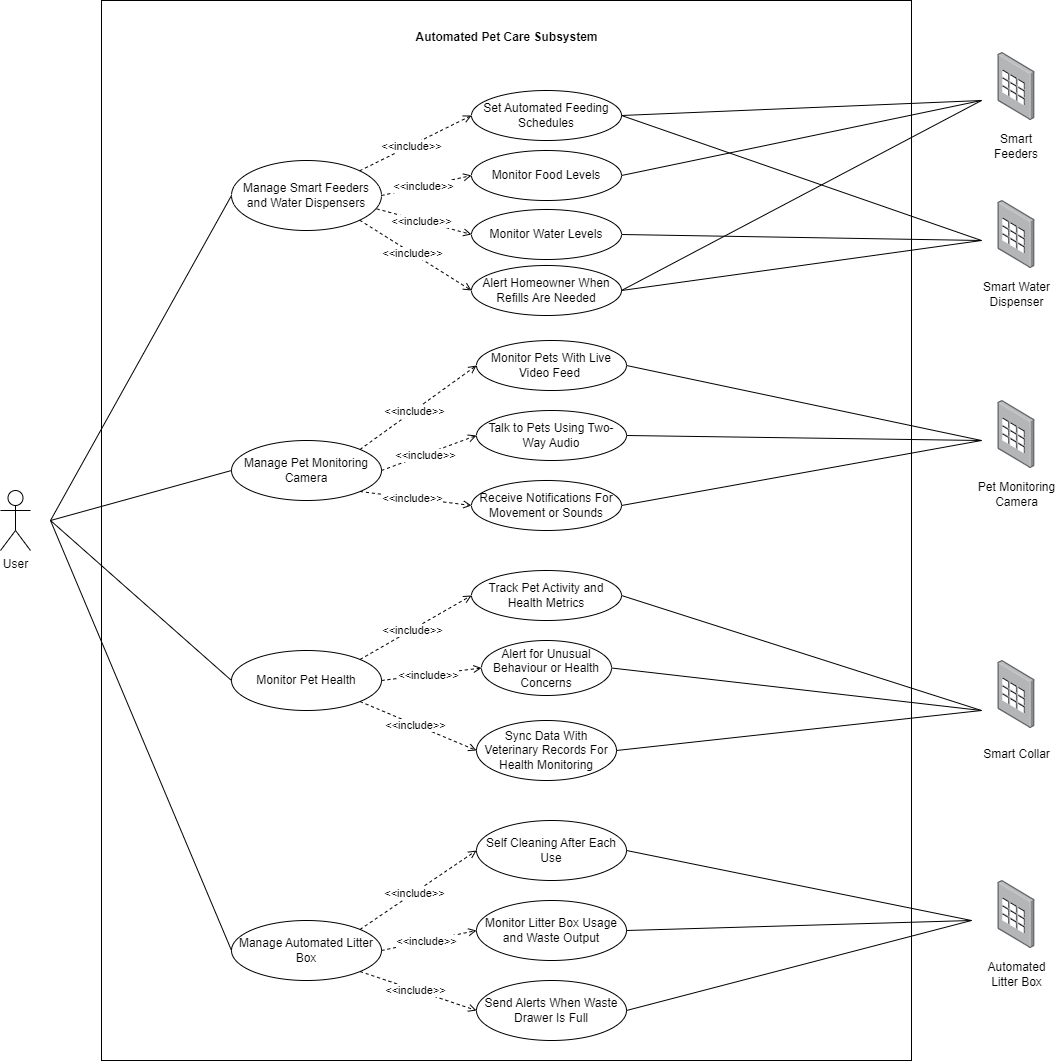 Automated Pet Care Subsystem
Set Automated Feeding
Schedules
<<include>>
Smart
Feeders
Monitor Food Levels
<<include>>
Manage Smart Feeders
and Water Dispensers
<<include>>
Monitor Water Levels
<<include>>
Alert Homeowner When
Refills Are Needed
Smart Water
Dispenser
Monitor Pets With Live
Video Feed
<<include>>
Talk to Pets Using Two-
Way Audio
<<include>>
Manage Pet Monitoring
Camera
<<include>>
Receive Notifications For
Movement or Sounds
Pet Monitoring
Camera
User
Track Pet Activity and
Health Metrics
<<include>>
Alert for Unusual
Behaviour or Health
Concerns
<<include>>
Monitor Pet Health
<<include>>
Sync Data With
Veterinary Records For
Health Monitoring
Smart Collar
Self Cleaning After Each
Use
<<include>>
Monitor Litter Box Usage
and Waste Output
<<include>>
Manage Automated Litter
Box
<<include>>
Send Alerts When Waste
Drawer Is Full
Automated
Litter Box